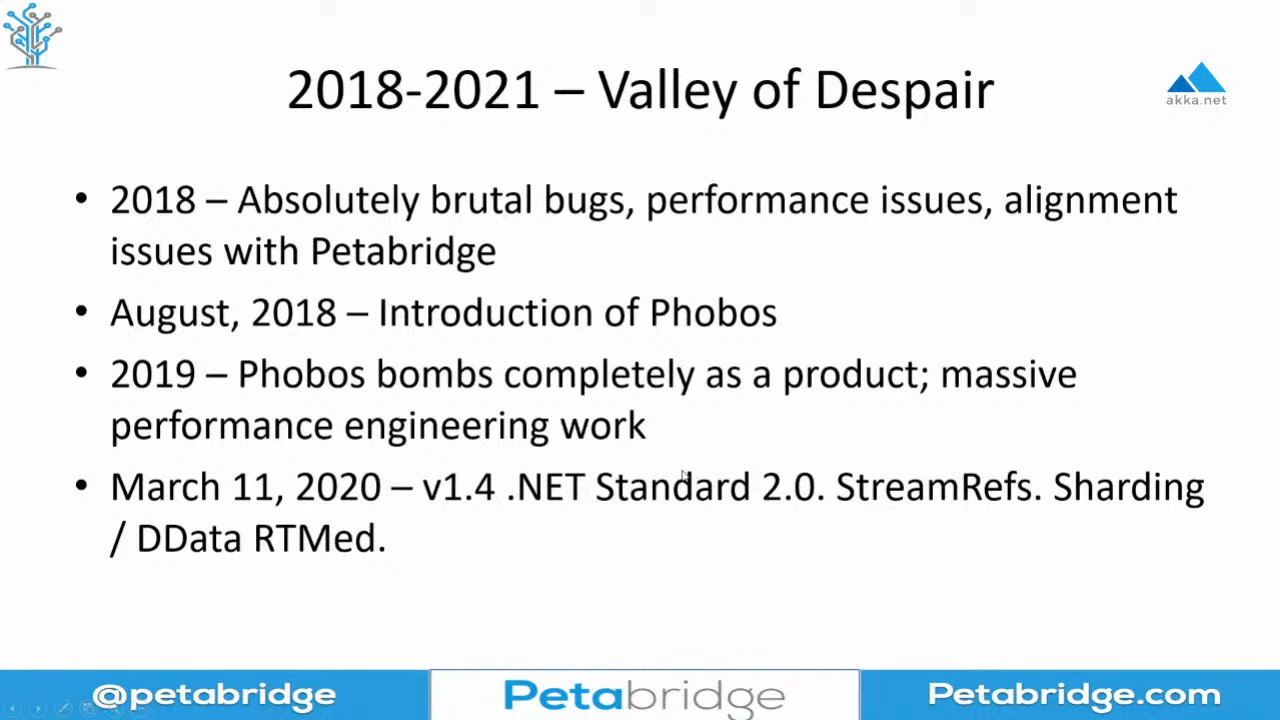 2018-2021 – Valley of Despair
akka.net
• 2018 – Absolutely brutal bugs, performance issues, alignment
issues with Petabridge
• August, 2018 – Introduction of Phobos
• 2019 – Phobos bombs completely as a product; massive
performance engineering work
• March 11, 2020 – v1.4 .NET Standard 2.0. StreamRefs. Sharding
/ DData RTMed.
@petabridge
Petabridge
Petabridge.com